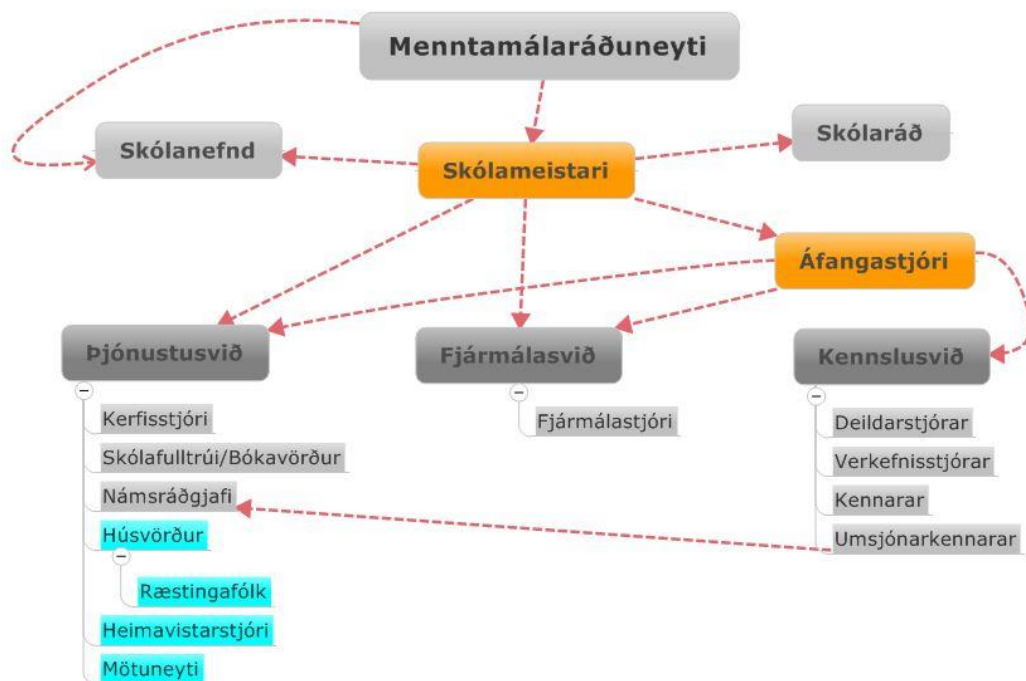 Menntamálaráðuneyti
Skólanefnd
Skólameistari
Skólaráð
Áfangastjóri
Þjónustusvið
Fjármálasvið
Kennslusvið
Kerfisstjóri
Skólafulltrúi/Bókavörður
Námsráðgjafi
Húsvörður
Ræstingafólk
Heimavistarstjóri
Mötuneyti
Fjármálastjóri
Deildarstjórar
Verkefnisstjórar
Kennarar
Umsjónarkennarar